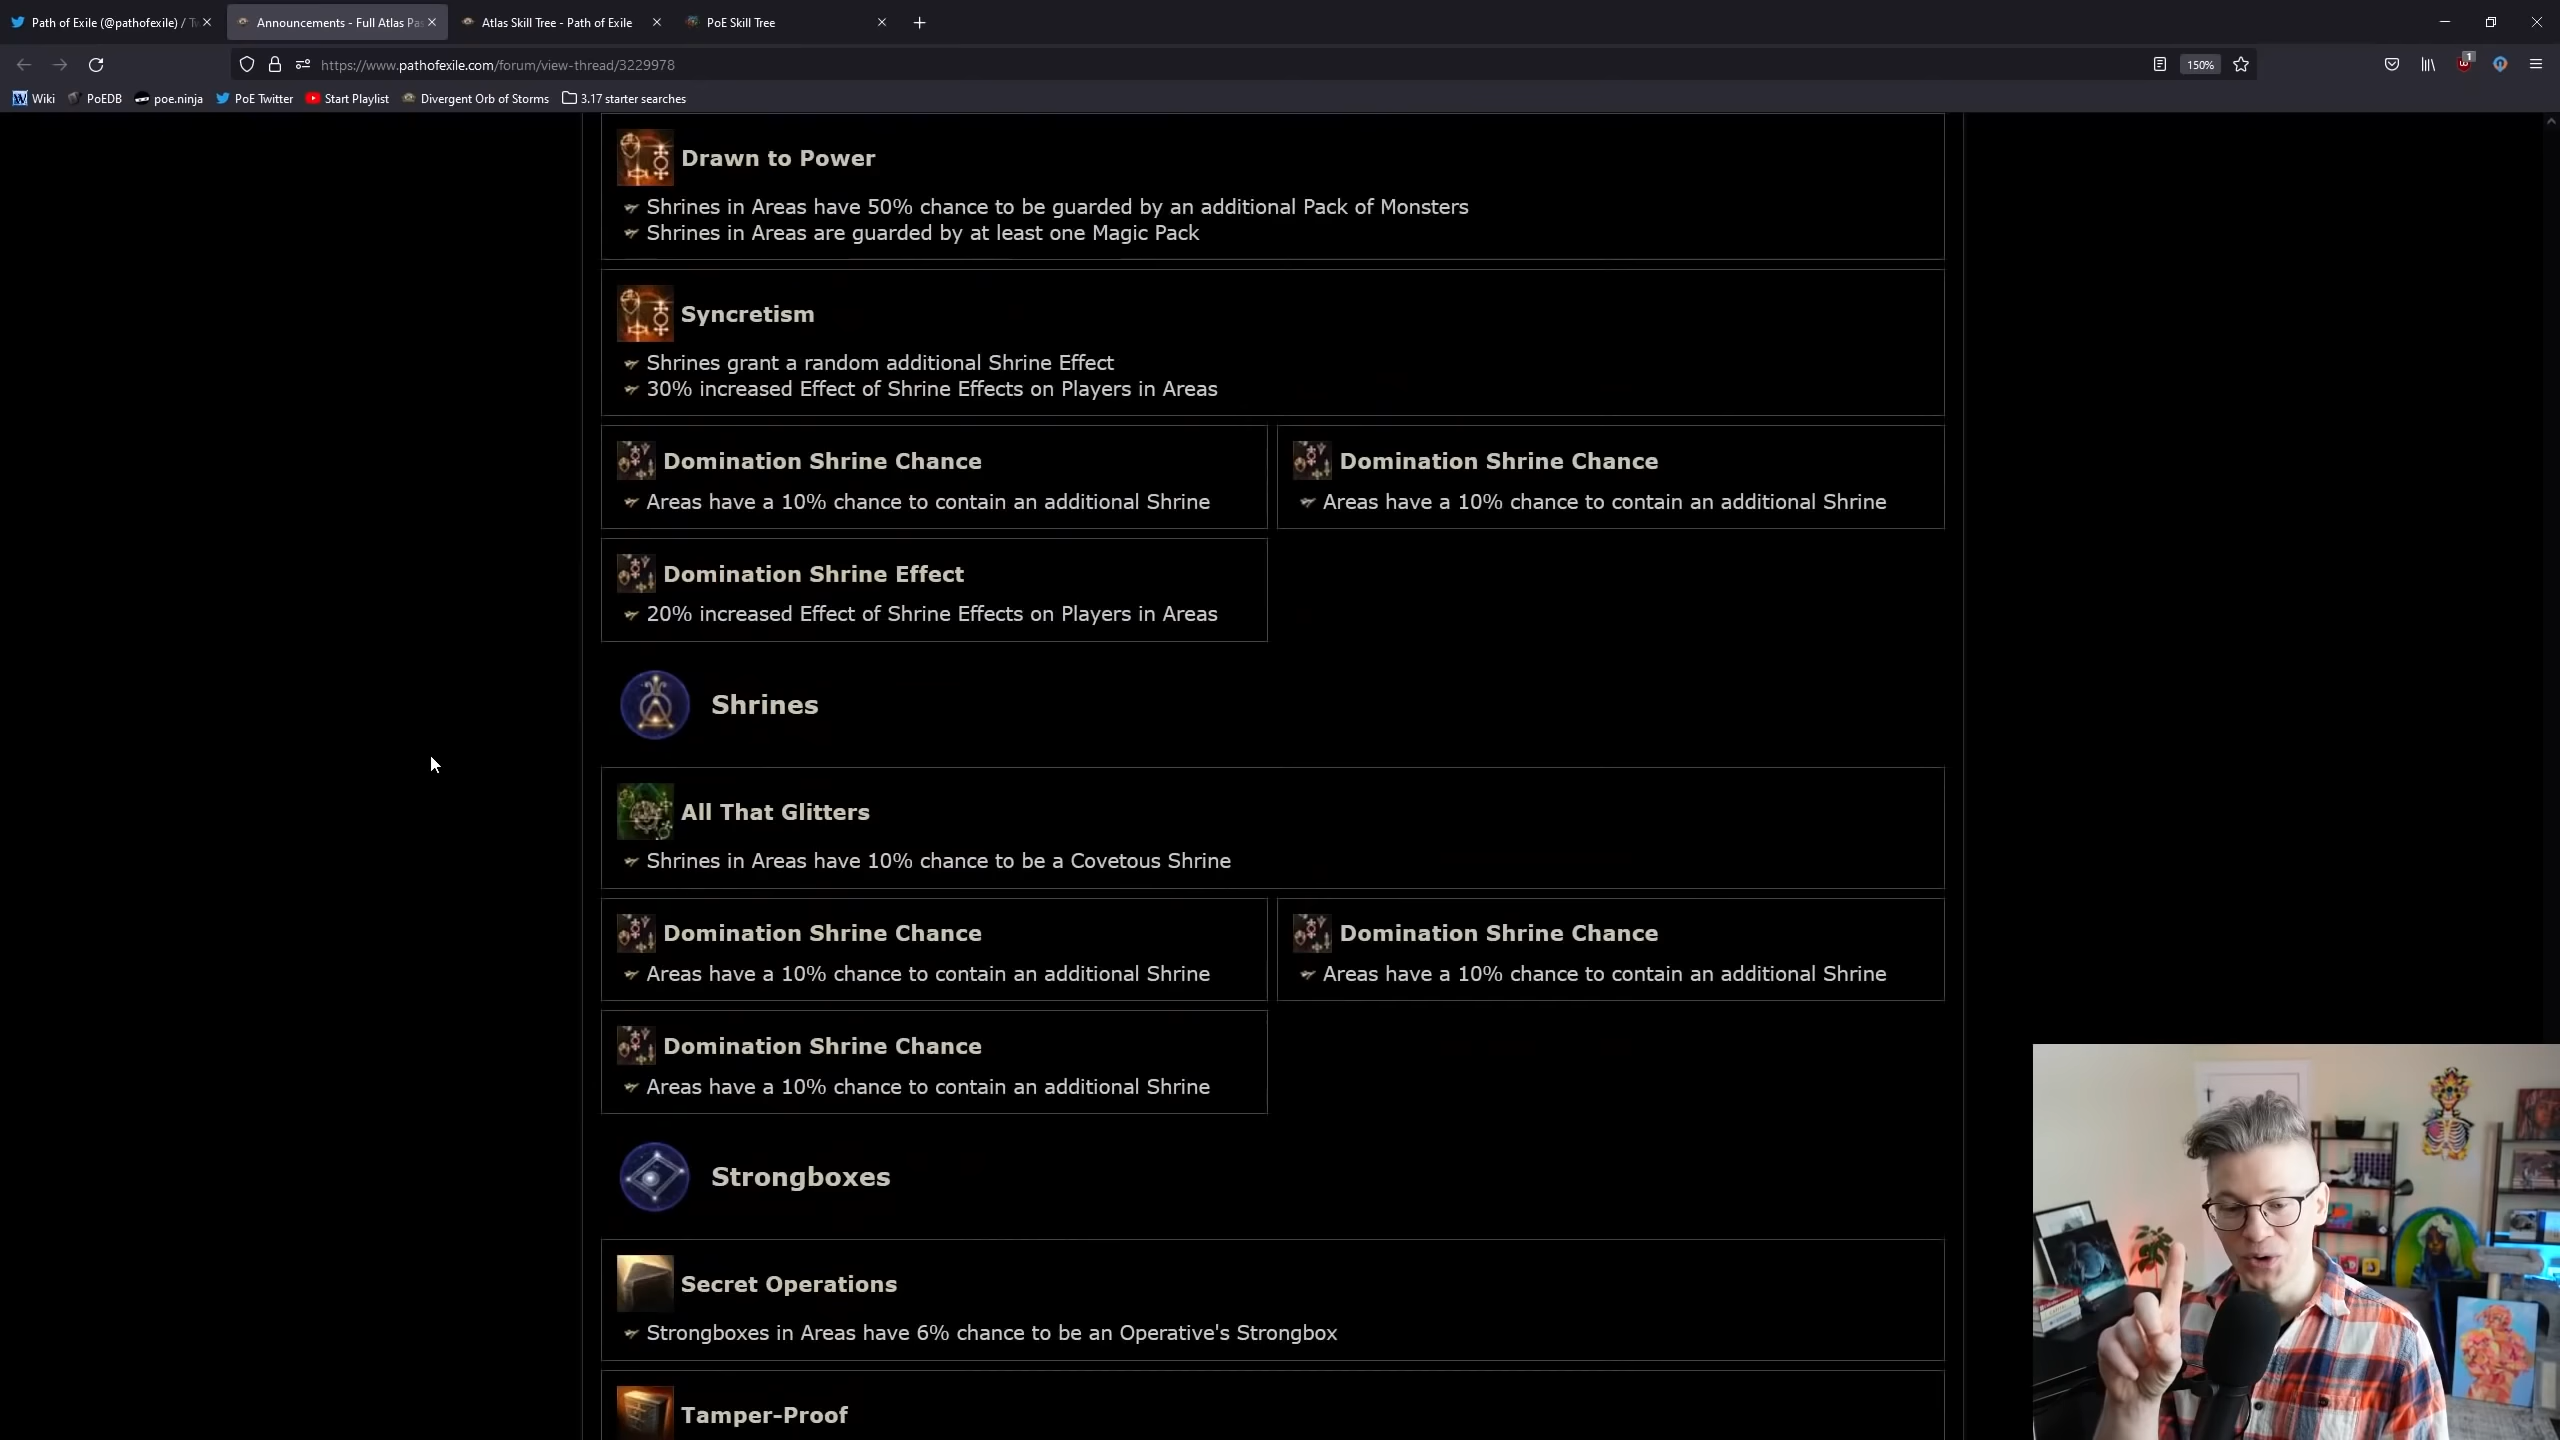 Path of Exile (@pathofexile) / Tw
Announcements - Full Atlas Pas
Atlas Skill Tree - Path of Exile
PoE Skill Tree
https://www.pathofexile.com/forum/view-thread/3229978
150%
1
Wiki
PoEDB
poe.ninja
PoE Twitter
Start Playlist
Divergent Orb of Storms
3.17 starter searches
Drawn to Power
Shrines in Areas have 50% chance to be guarded by an additional Pack of Monsters
Shrines in Areas are guarded by at least one Magic Pack
Syncretism
Shrines grant a random additional Shrine Effect
30% increased Effect of Shrine Effects on Players in Areas
Domination Shrine Chance
Areas have a 10% chance to contain an additional Shrine
Domination Shrine Chance
Areas have a 10% chance to contain an additional Shrine
Domination Shrine Effect
20% increased Effect of Shrine Effects on Players in Areas
Shrines
All That Glitters
Shrines in Areas have 10% chance to be a Covetous Shrine
Domination Shrine Chance
Areas have a 10% chance to contain an additional Shrine
Domination Shrine Chance
Areas have a 10% chance to contain an additional Shrine
Domination Shrine Chance
Areas have a 10% chance to contain an additional Shrine
Strongboxes
Secret Operations
Strongboxes in Areas have 6% chance to be an Operative's Strongbox
Tamper-Proof